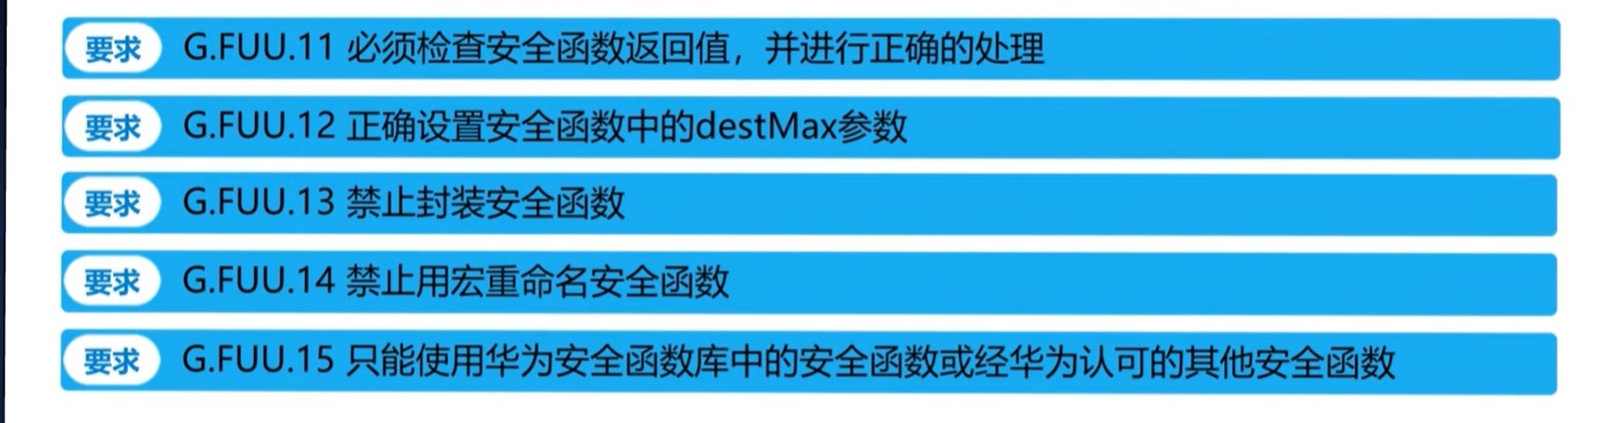 要求 G.FUU.11 必须检查安全函数返回值，并进行正确的处理
要求 G.FUU.12 正确设置安全函数中的destMax参数
要求 G.FUU.13 禁止封装安全函数
要求 G.FUU.14 禁止用宏重命名安全函数
要求 G.FUU.15 只能使用华为安全函数库中的安全函数或经华为认可的其他安全函数